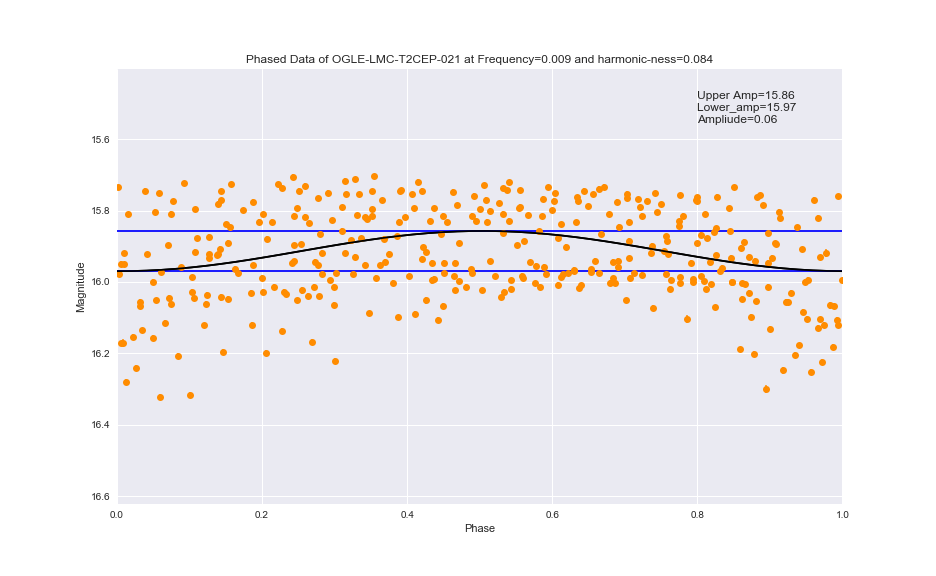 Phased Data of OGLE-LMC-T2CEP-021 at Frequency=0.009 and harmonic-ness=0.084
Upper Amp=15.86
Lower_amp=15.97
Ampliude=0.06
15.6
15.8
16.0
16.2
16.4
16.6
Magnitude
0.0 0.2 0.4 0.6 0.8 1.0
Phase